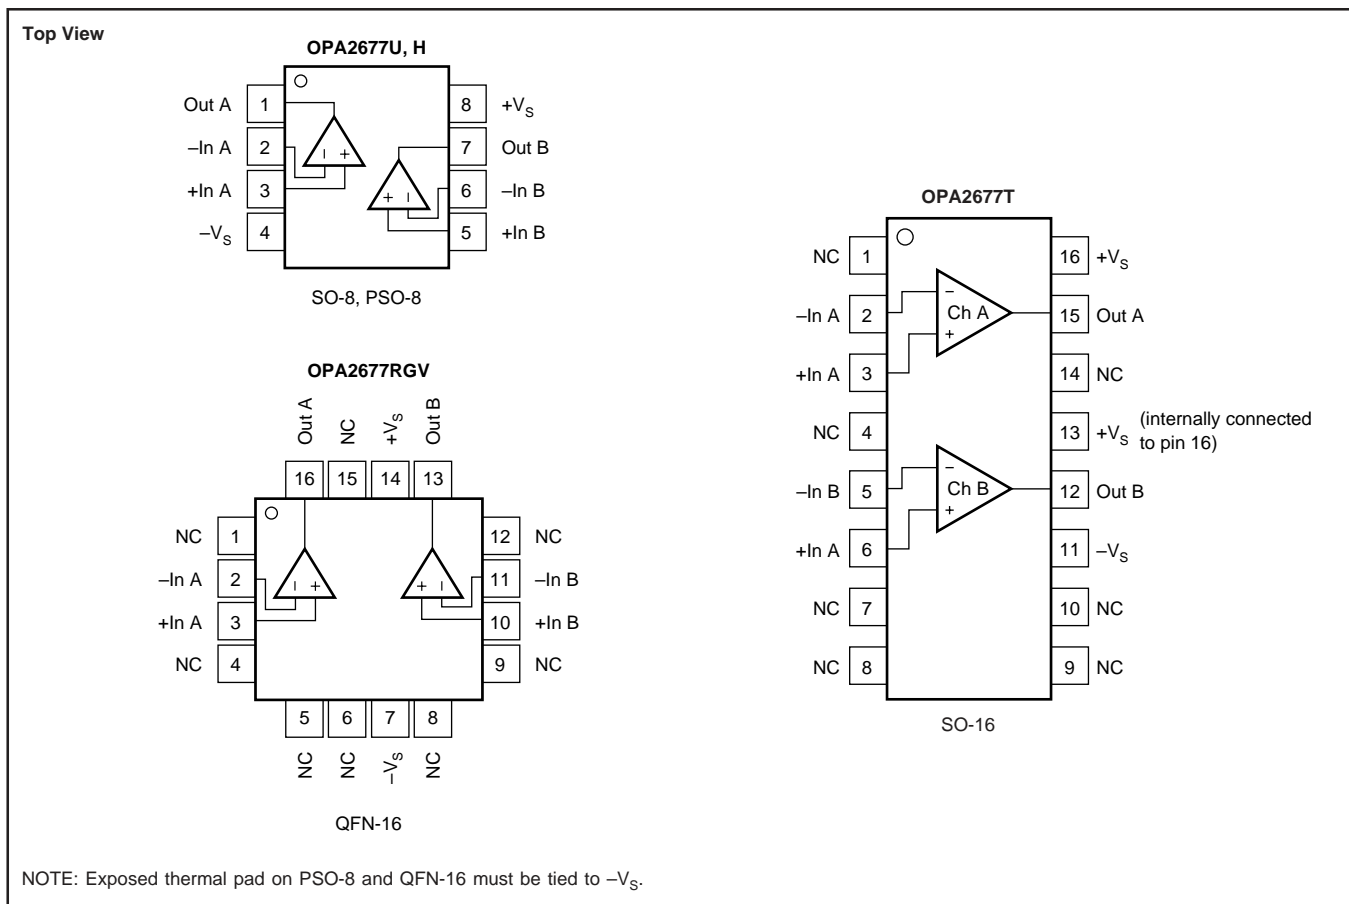 Top View
OPA2677U, H
Out A 1 8 +VS
–In A 2 7 Out B
+In A 3 6 –In B
–VS 4 5 +In B
– +
+ –
SO-8, PSO-8
OPA2677RGV
Out A NC +VS Out B
16 15 14 13
NC 1 12 NC
–In A 2 11 –In B
+In A 3 10 +In B
NC 4 9 NC
– + + –
5 6 7 8
NC NC –VS NC
QFN-16
OPA2677T
NC 1 16 +VS
–In A 2 – Ch A + 15 Out A
+In A 3 14 NC
NC 4 13 +VS (internally connected
to pin 16)
–In B 5 – Ch B + 12 Out B
+In A 6 11 –VS
NC 7 10 NC
NC 8 9 NC
SO-16
NOTE: Exposed thermal pad on PSO-8 and QFN-16 must be tied to –VS.